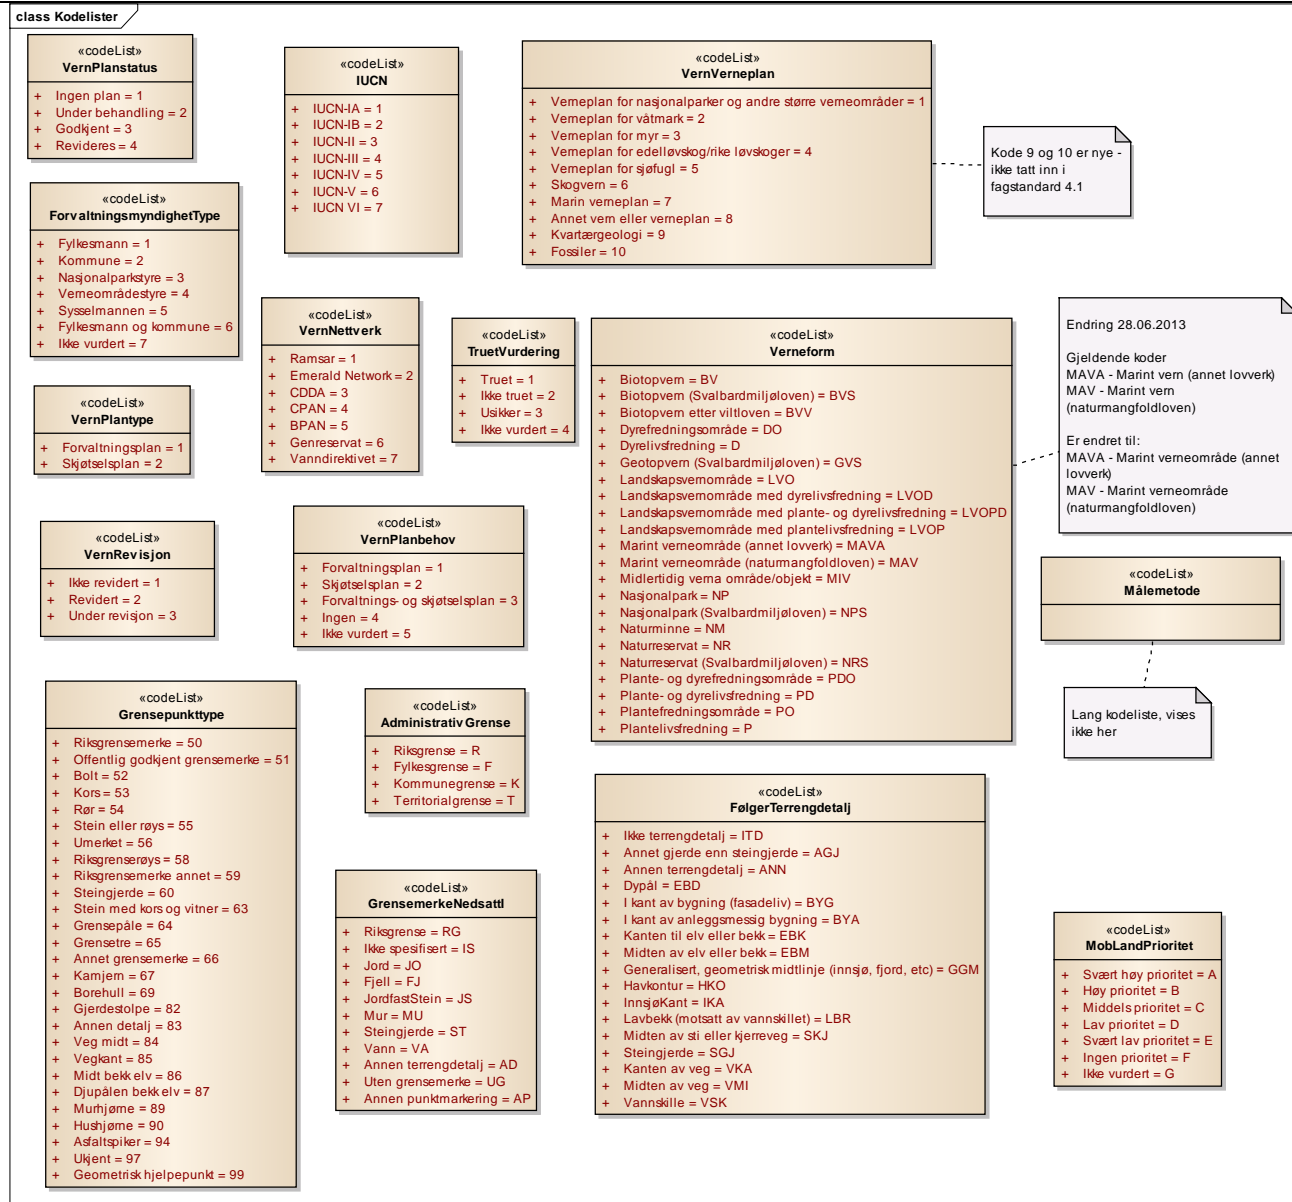 class Kodelister
«codeList»
VernPlanstatus
+ Ingen plan = 1
+ Under behandling = 2
+ Godkjent = 3
+ Revideres = 4
«codeList»
IUCN
+ IUCN-IA = 1
+ IUCN-IB = 2
+ IUCN-II = 3
+ IUCN-III = 4
+ IUCN-IV = 5
+ IUCN-V = 6
+ IUCN VI = 7
«codeList»
VernVerneplan
+ Verneplan for nasjonalparker og andre større verneområder = 1
+ Verneplan for våtmark = 2
+ Verneplan for myr = 3
+ Verneplan for edelløvskog/rike løvskoger = 4
+ Verneplan for sjøfugl = 5
+ Skogvern = 6
+ Marin verneplan = 7
+ Annet vern eller verneplan = 8
+ Kvartærgeologi = 9
+ Fossiler = 10
Kode 9 og 10 er nye -
ikke tatt inn i
fagstandard 4.1
«codeList»
ForvaltningsmyndighetType
+ Fylkesmann = 1
+ Kommune = 2
+ Nasjonalparkstyre = 3
+ Verneområdestyre = 4
+ Sysselmannen = 5
+ Fylkesmann og kommune = 6
+ Ikke vurdert = 7
«codeList»
VernNettverk
+ Ramsar = 1
+ Emerald Network = 2
+ CDDA = 3
+ CPAN = 4
+ BPAN = 5
+ Genreservat = 6
+ Vanndirektivet = 7
«codeList»
TruetVurdering
+ Truet = 1
+ Ikke truet = 2
+ Usikker = 3
+ Ikke vurdert = 4
«codeList»
Verneform
+ Biotopvern = BV
+ Biotopvern (Svalbardmiljøloven) = BVS
+ Biotopvern etter viltloven = BVV
+ Dyrefredningsområde = DO
+ Dyrelivsfredning = D
+ Geotopvern (Svalbardmiljøloven) = GVS
+ Landskapsvernområde = LVO
+ Landskapsvernområde med dyrelivsfredning = LVOD
+ Landskapsvernområde med plante- og dyrelivsfredning = LVOPD
+ Landskapsvernområde med plantelivsfredning = LVOP
+ Marint verneområde (annet lovverk) = MAVA
+ Marint verneområde (naturmangfoldloven) = MAV
+ Midlertidig verna område/objekt = MIV
+ Nasjonalpark = NP
+ Nasjonalpark (Svalbardmiljøloven) = NPS
+ Naturminne = NM
+ Naturreservat = NR
+ Naturreservat (Svalbardmiljøloven) = NRS
+ Plante- og dyrefredningsområde = PDO
+ Plante- og dyrelivsfredning = PD
+ Plantefredningsområde = PO
+ Plantelivsfredning = P
Endring 28.06.2013
Gjeldende koder
MAVA - Marint vern (annet lovverk)
MAV - Marint vern
(naturmangfoldloven)
Er endret til:
MAVA - Marint verneområde (annet
lovverk)
MAV - Marint verneområde
(naturmangfoldloven)
«codeList»
VernPlantype
+ Forvaltningsplan = 1
+ Skjøtselsplan = 2
«codeList»
VernRevisjon
+ Ikke revidert = 1
+ Revidert = 2
+ Under revisjon = 3
«codeList»
VernPlanbehov
+ Forvaltningsplan = 1
+ Skjøtselsplan = 2
+ Forvaltnings- og skjøtselsplan = 3
+ Ingen = 4
+ Ikke vurdert = 5
«codeList»
Målemetode
Lang kodeliste, vises
ikke her
«codeList»
Grensepunkttype
+ Riksgrensemerke = 50
+ Offentlig godkjent grensemerke = 51
+ Bolt = 52
+ Kors = 53
+ Rør = 54
+ Stein eller røys = 55
+ Umerket = 56
+ Riksgrenserøys = 58
+ Riksgrensemerke annet = 59
+ Steingjerde = 60
+ Stein med kors og vitner = 63
+ Grensepåle = 64
+ Grensetre = 65
+ Annet grensemerke = 66
+ Kamjern = 67
+ Borehull = 69
+ Gjerdestolpe = 82
+ Annen detalj = 83
+ Veg midt = 84
+ Vegkant = 85
+ Midt bekk elv = 86
+ Djupålen bekk elv = 87
+ Murhjørne = 89
+ Hushjørne = 90
+ Asfaltspiker = 94
+ Ukjent = 97
+ Geometrisk hjelpepunkt = 99
«codeList»
AdministrativGrense
+ Riksgrense = R
+ Fylkesgrense = F
+ Kommunegrense = K
+ Territorialgrense = T
«codeList»
GrensemerkeNedsattI
+ Riksgrense = RG
+ Ikke spesifisert = IS
+ Jord = JO
+ Fjell = FJ
+ JordfastStein = JS
+ Mur = MU
+ Steingjerde = ST
+ Vann = VA
+ Annen terrengdetalj = AD
+ Uten grensemerke = UG
+ Annen punktmarkering = AP
«codeList»
FølgerTerrengdetalj
+ Ikke terrengdetalj = ITD
+ Annet gjerde enn steingjerde = AGJ
+ Annen terrengdetalj = ANN
+ Dypål = EBD
+ I kant av bygning (fasadeliv) = BYG
+ I kant av anleggsmessig bygning = BYA
+ Kanten til elv eller bekk = EBK
+ Midten av elv eller bekk = EBM
+ Generalisert, geometrisk midtlinje (innsjø, fjord, etc) = GGM
+ Havkontur = HKO
+ InnsjøKant = IKA
+ Lavbekk (motsatt av vannskillet) = LBR
+ Midten av sti eller kjerreveg = SKJ
+ Steingjerde = SGJ
+ Kanten av veg = VKA
+ Midten av veg = VMI
+ Vannskille = VSK
«codeList»
MobLandPrioritet
+ Svært høy prioritet = A
+ Høy prioritet = B
+ Middels prioritet = C
+ Lav prioritet = D
+ Svært lav prioritet = E
+ Ingen prioritet = F
+ Ikke vurdert = G